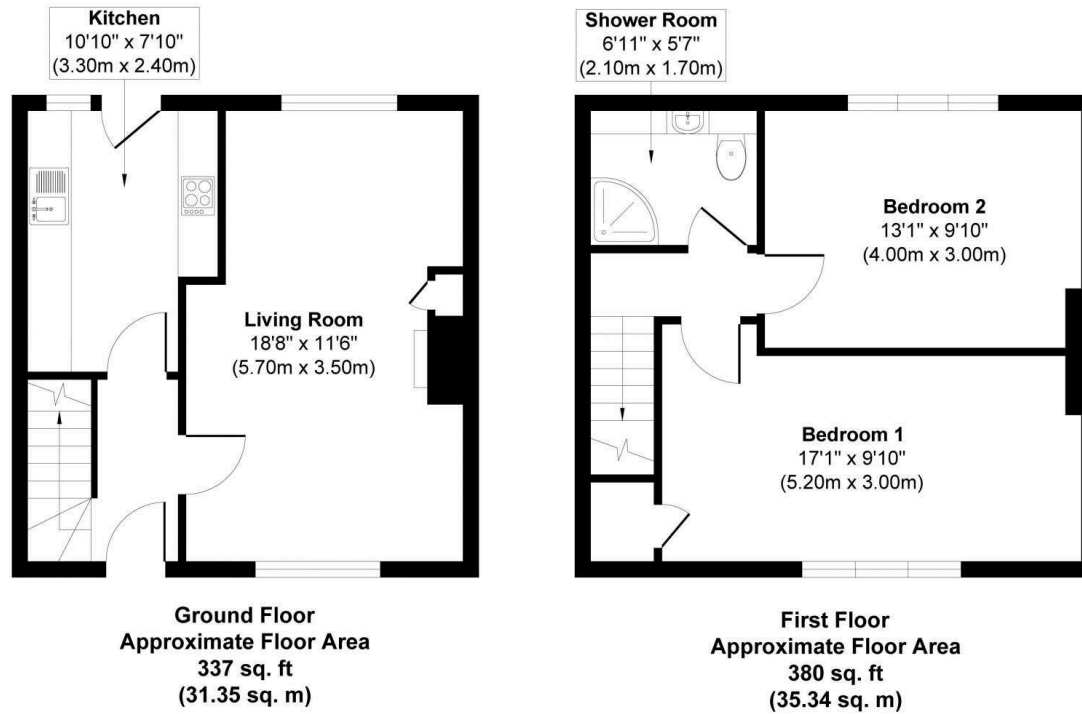 Kitchen
10'10" x 7'10"
(3.30m x 2.40m)
Living Room
18'8" x 11'6"
(5.70m x 3.50m)
Ground Floor
Approximate Floor Area
337 sq. ft
(31.35 sq. m)
Shower Room
6'11" x 5'7"
(2.10m x 1.70m)
Bedroom 2
13'1" x 9'10"
(4.00m x 3.00m)
Bedroom 1
17'1" x 9'10"
(5.20m x 3.00m)
First Floor
Approximate Floor Area
380 sq. ft
(35.34 sq. m)